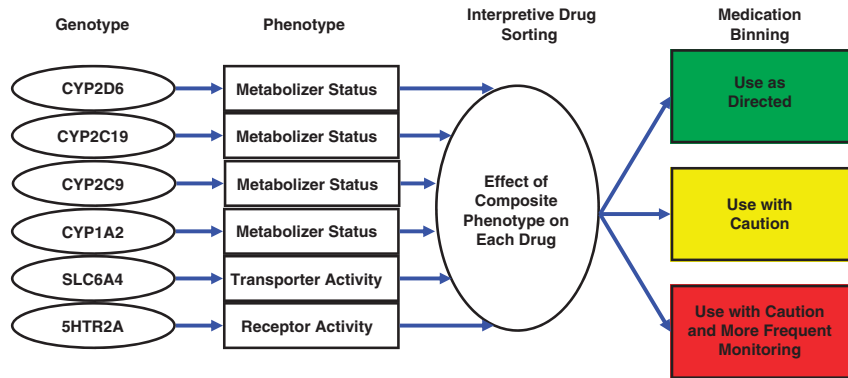 Genotype
Phenotype
Interpretive Drug
Sorting
Medication
Binning
CYP2D6
Metabolizer Status
CYP2C19
Metabolizer Status
CYP2C9
Metabolizer Status
CYP1A2
Metabolizer Status
SLC6A4
Transporter Activity
5HTR2A
Receptor Activity
Effect of
Composite
Phenotype on
Each Drug
Use as
Directed
Use with
Caution
Use with Caution
and More Frequent
Monitoring